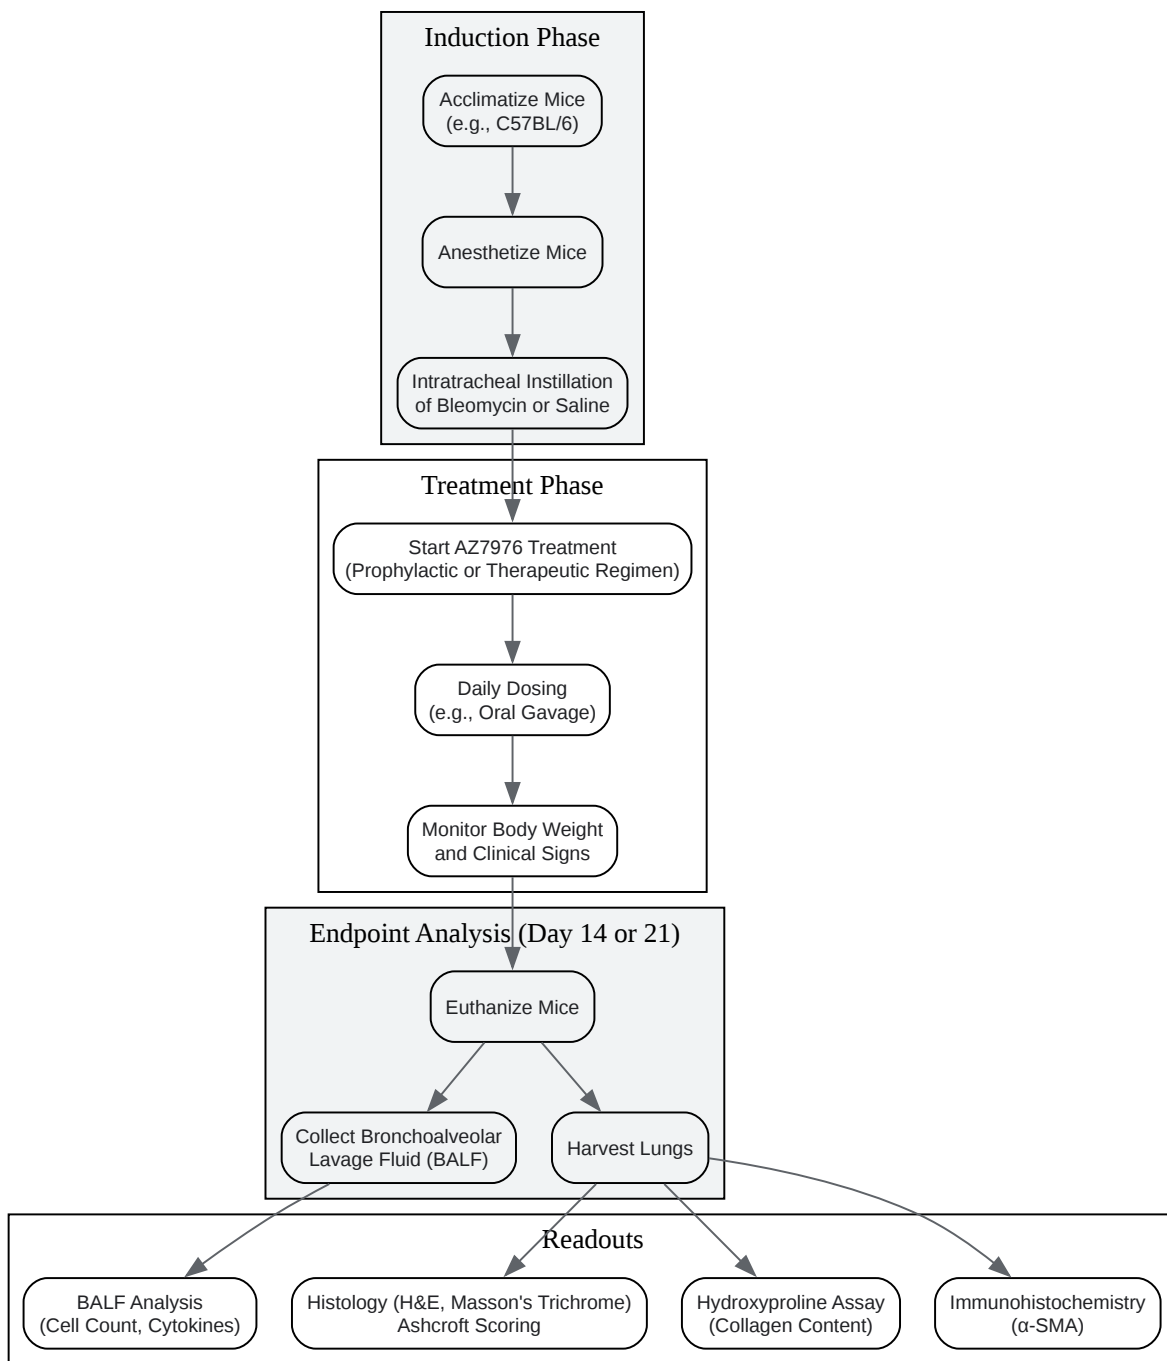 Induction Phase
Acclimatize Mice
(e.g., C57BL/6)
Anesthetize Mice
Intratracheal Instillation
of Bleomycin or Saline
Treatment Phase
Start AZ7976 Treatment
(Prophylactic or Therapeutic Regimen)
Daily Dosing
(e.g., Oral Gavage)
Monitor Body Weight
and Clinical Signs
Endpoint Analysis (Day 14 or 21)
Euthanize Mice
Collect Bronchoalveolar
Lavage Fluid (BALF)
Harvest Lungs
Readouts
BALF Analysis
(Cell Count, Cytokines)
Histology (H&E, Masson's Trichrome)
Ashcroft Scoring
Hydroxyproline Assay
(Collagen Content)
Immunohistochemistry
(α-SMA)